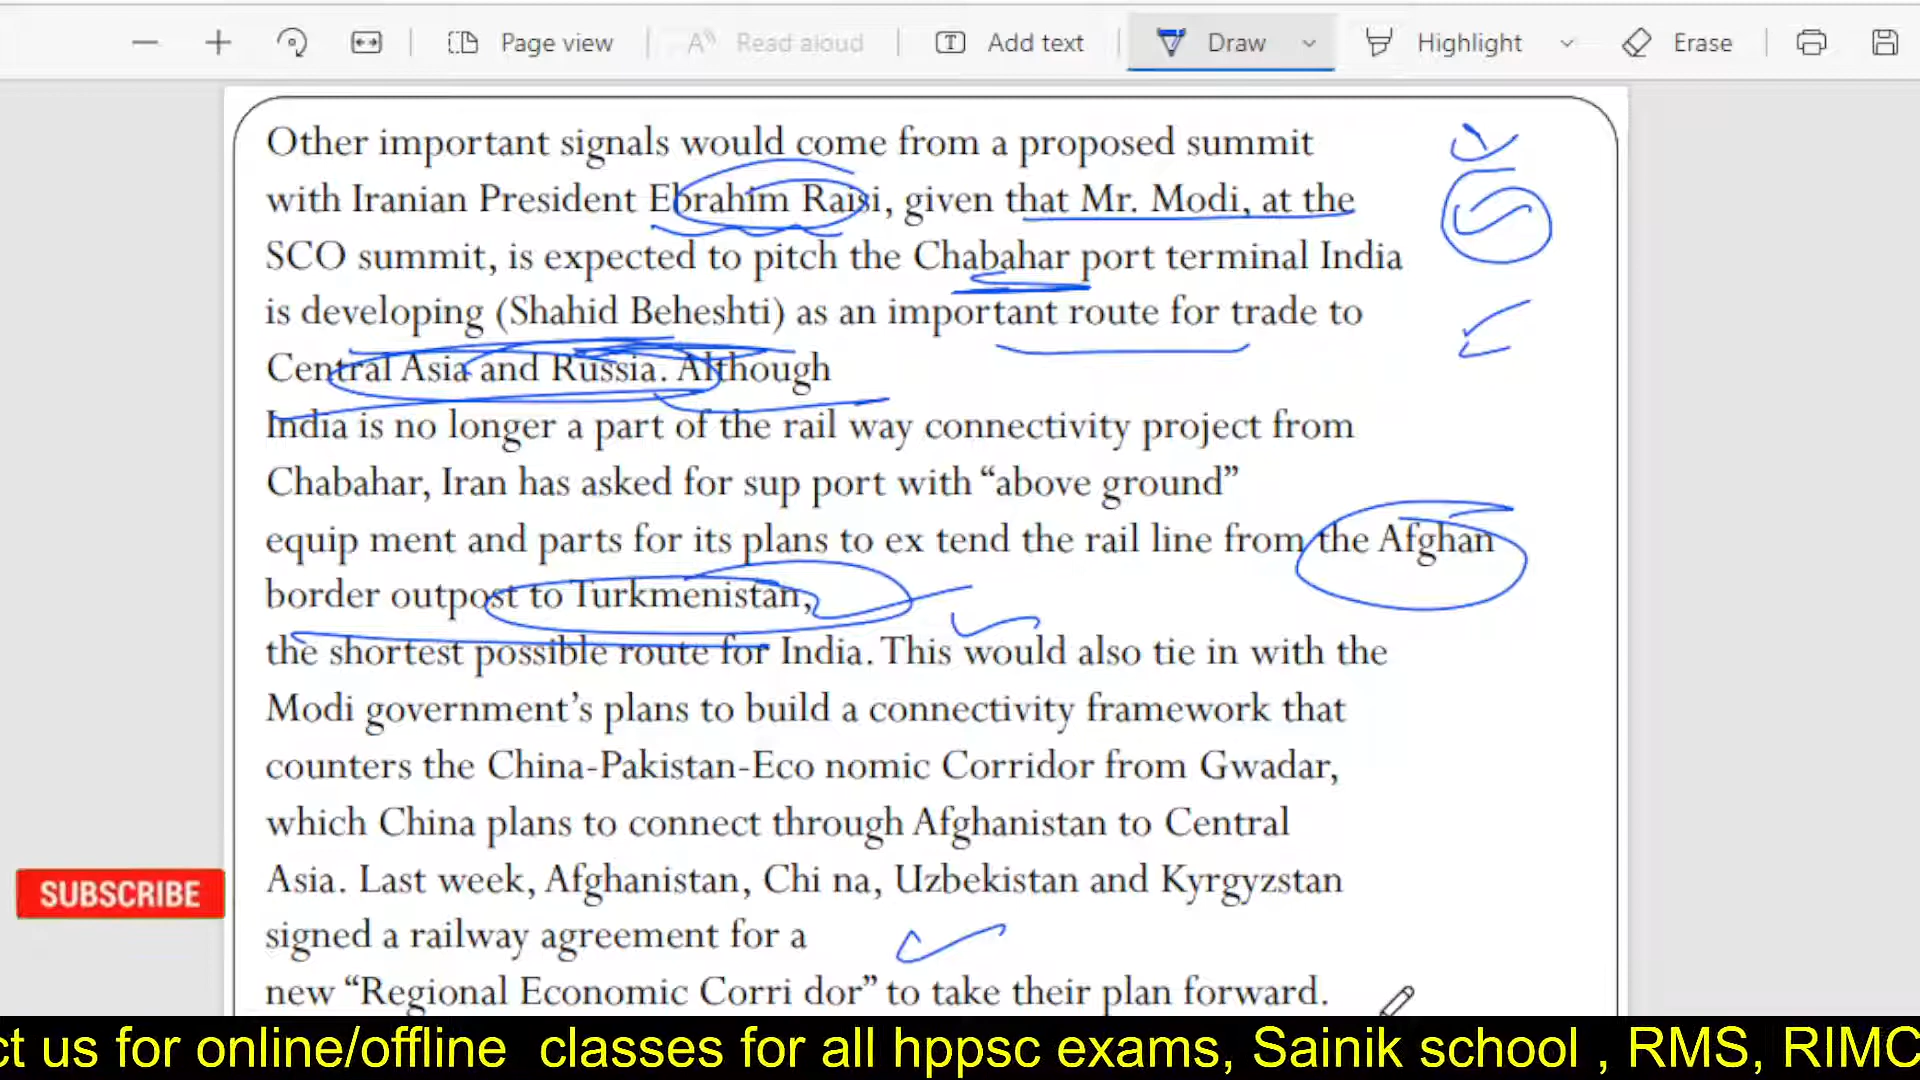 Page view
Read aloud
Add text
Draw
Highlight
Erase
Other important signals would come from a proposed summit
with Iranian President Ebrahim Raisi, given that Mr. Modi, at the
SCO summit, is expected to pitch the Chabahar port terminal India
is developing (Shahid Beheshti) as an important route for trade to
Central Asia and Russia. Although
India is no longer a part of the rail way connectivity project from
Chabahar, Iran has asked for sup port with “above ground”
equip ment and parts for its plans to ex tend the rail line from the Afghan
border outpost to Turkmenistan,
the shortest possible route for India. This would also tie in with the
Modi government’s plans to build a connectivity framework that
counters the China-Pakistan-Eco nomic Corridor from Gwadar,
which China plans to connect through Afghanistan to Central
Asia. Last week, Afghanistan, Chi na, Uzbekistan and Kyrgyzstan
signed a railway agreement for a
new “Regional Economic Corri dor” to take their plan forward.
SUBSCRIBE
ct us for online/offline classes for all hppsc exams, Sainik school , RMS, RIMC